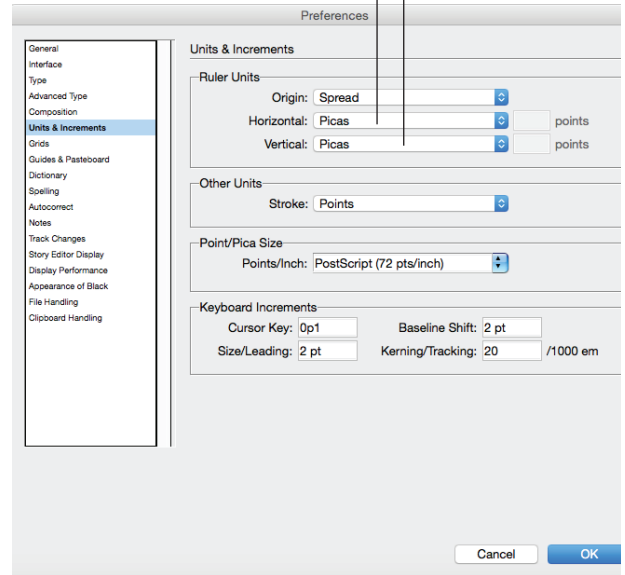 Preferences
General
Interface
Type
Advanced Type
Composition
Units & Increments
Grids
Guides & Pasteboard
Dictionary
Spelling
Autocorrect
Notes
Track Changes
Story Editor Display
Display Performance
Appearance of Black
File Handling
Clipboard Handling
Units & Increments
Ruler Units
Origin: Spread
Horizontal: Picas points
Vertical: Picas points
Other Units
Stroke: Points
Point/Pica Size
Points/Inch: PostScript (72 pts/inch)
Keyboard Increments
Cursor Key: 0p1 Baseline Shift: 2 pt
Size/Leading: 2 pt Kerning/Tracking: 20 /1000 em
Cancel OK